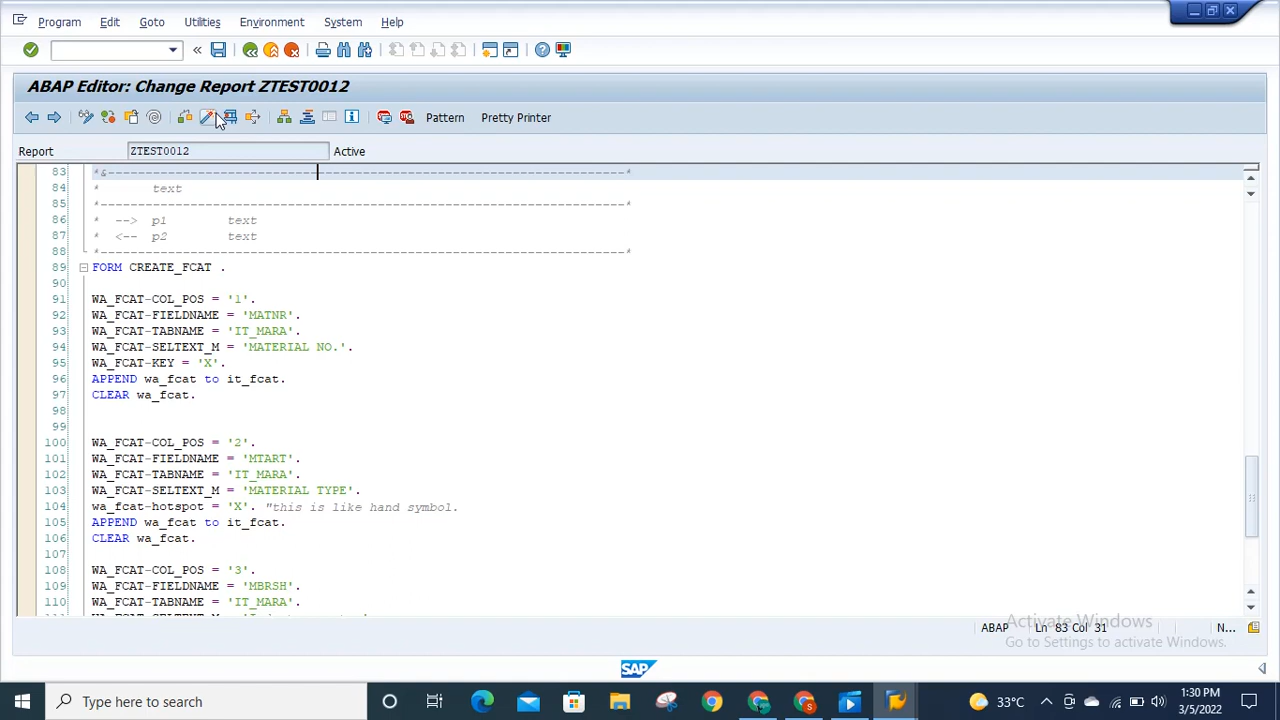 Program Edit Goto Utilities Environment System Help
ABAP Editor: Change Report ZTEST0012
Pattern Pretty Printer
Report ZTEST0012 Active
83 *&---------------------------------------------------------------------*
84 *       text
85 *----------------------------------------------------------------------*
86 *  -->  p1        text
87 *  <--  p2        text
88 *----------------------------------------------------------------------*
89 FORM CREATE_FCAT .
90
91 WA_FCAT-COL_POS = '1'.
92 WA_FCAT-FIELDNAME = 'MATNR'.
93 WA_FCAT-TABNAME = 'IT_MARA'.
94 WA_FCAT-SELTEXT_M = 'MATERIAL NO.'.
95 WA_FCAT-KEY = 'X'.
96 APPEND wa_fcat to it_fcat.
97 CLEAR wa_fcat.
98
99
100 WA_FCAT-COL_POS = '2'.
101 WA_FCAT-FIELDNAME = 'MTART'.
102 WA_FCAT-TABNAME = 'IT_MARA'.
103 WA_FCAT-SELTEXT_M = 'MATERIAL TYPE'.
104 wa_fcat-hotspot = 'X'. "this is like hand symbol.
105 APPEND wa_fcat to it_fcat.
106 CLEAR wa_fcat.
107
108 WA_FCAT-COL_POS = '3'.
109 WA_FCAT-FIELDNAME = 'MBRSH'.
110 WA_FCAT-TABNAME = 'IT_MARA'.
Activate Windows
ABAP Ln 83 Col 31 N...
Go to Settings to activate Windows.
SAP
Type here to search 33°C 1:30 PM
3/5/2022